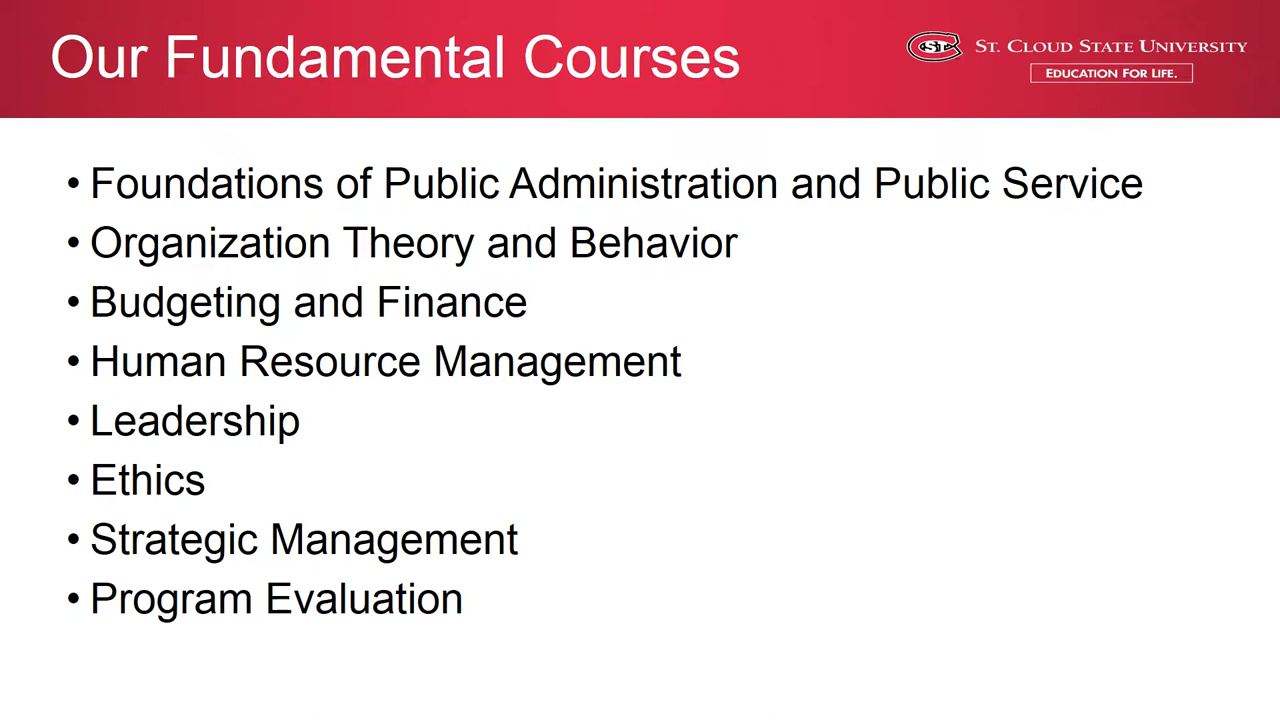 Our Fundamental Courses
ST. CLOUD STATE UNIVERSITY
EDUCATION FOR LIFE.
• Foundations of Public Administration and Public Service
• Organization Theory and Behavior
• Budgeting and Finance
• Human Resource Management
• Leadership
• Ethics
• Strategic Management
• Program Evaluation